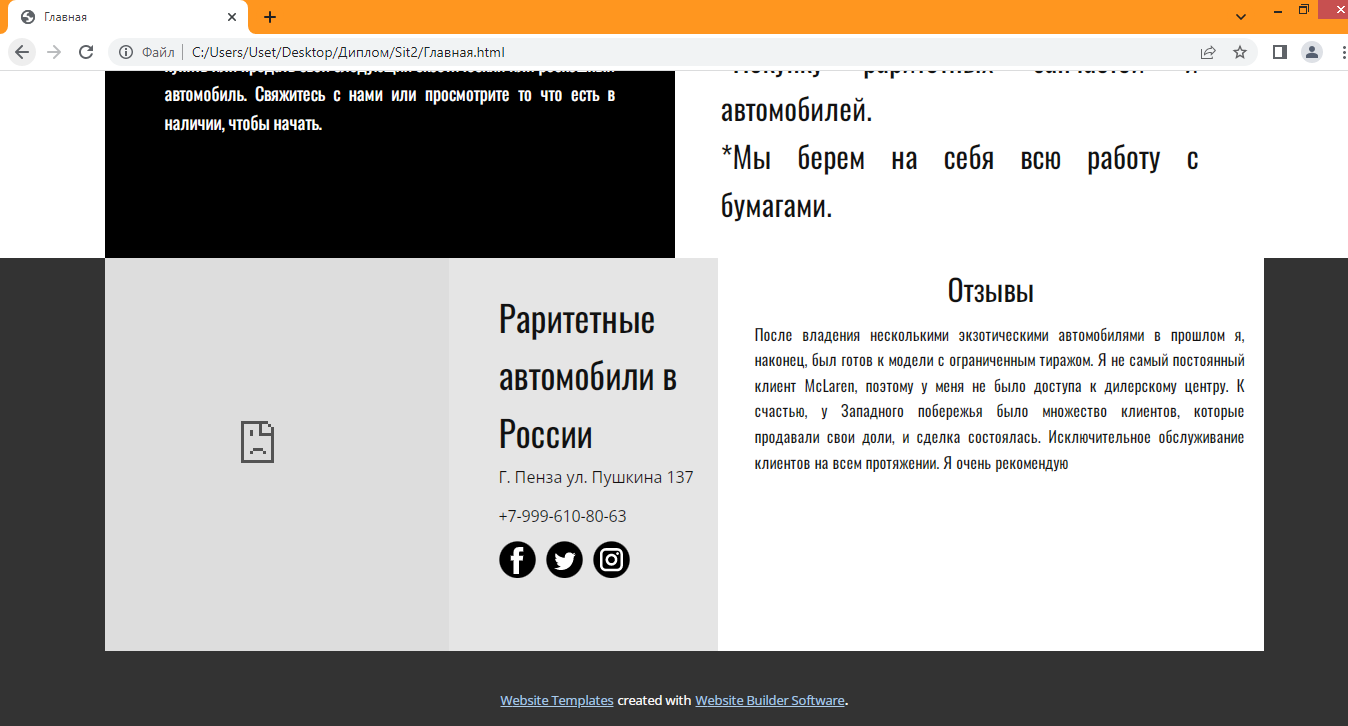 Главная
Файл
C:/Users/Uset/Desktop/Диплом/Sit2/Главная.html
автомобиль. Свяжитесь с нами или просмотрите то что есть в
наличии, чтобы начать.
автомобилей.
*Мы берем на себя всю работу с
бумагами.
Раритетные
автомобили в
России
Г. Пенза ул. Пушкина 137
+7-999-610-80-63
Отзывы
После владения несколькими экзотическими автомобилями в прошлом я,
наконец, был готов к модели с ограниченным тиражом. Я не самый постоянный
клиент McLaren, поэтому у меня не было доступа к дилерскому центру. К
счастью, у Западного побережья было множество клиентов, которые
продавали свои доли, и сделка состоялась. Исключительное обслуживание
клиентов на всем протяжении. Я очень рекомендую
Website Templates created with Website Builder Software.